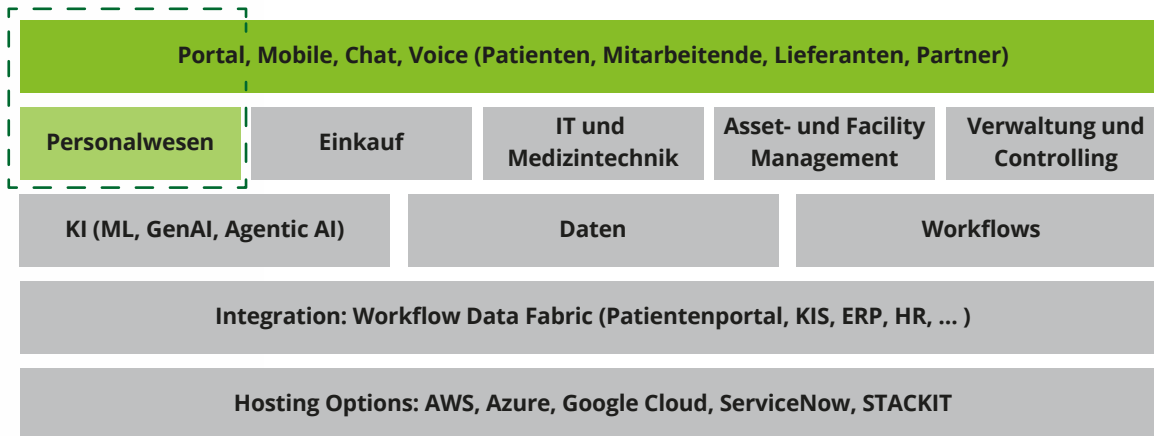 Portal, Mobile, Chat, Voice (Patienten, Mitarbeitende, Lieferanten, Partner)
Personalwesen
Einkauf
IT und
Medizintechnik
Asset- und Facility
Management
Verwaltung und
Controlling
KI (ML, GenAI, Agentic AI)
Daten
Workflows
Integration: Workflow Data Fabric (Patientenportal, KIS, ERP, HR, ... )
Hosting Options: AWS, Azure, Google Cloud, ServiceNow, STACKIT